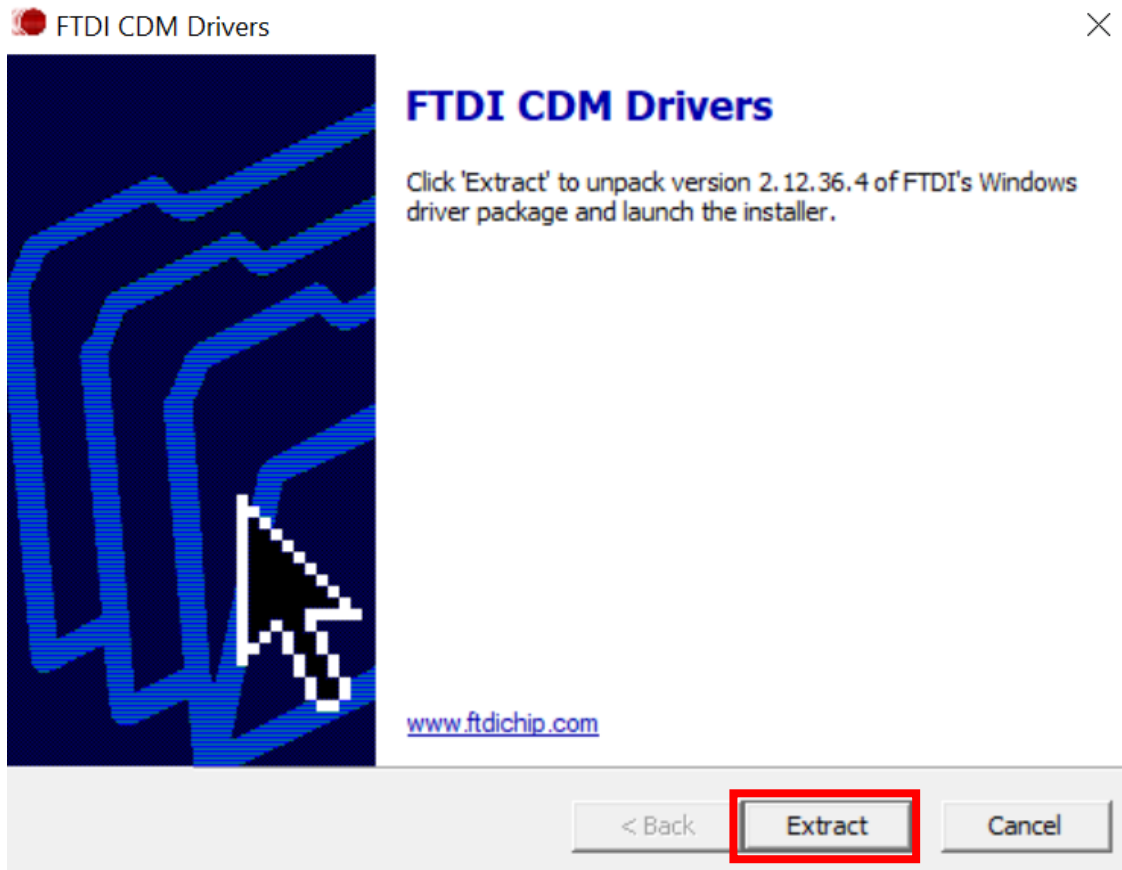 FTDI CDM Drivers
FTDI CDM Drivers
Click 'Extract' to unpack version 2.12.36.4 of FTDI's Windows
driver package and launch the installer.
www.ftdichip.com
< Back Extract Cancel